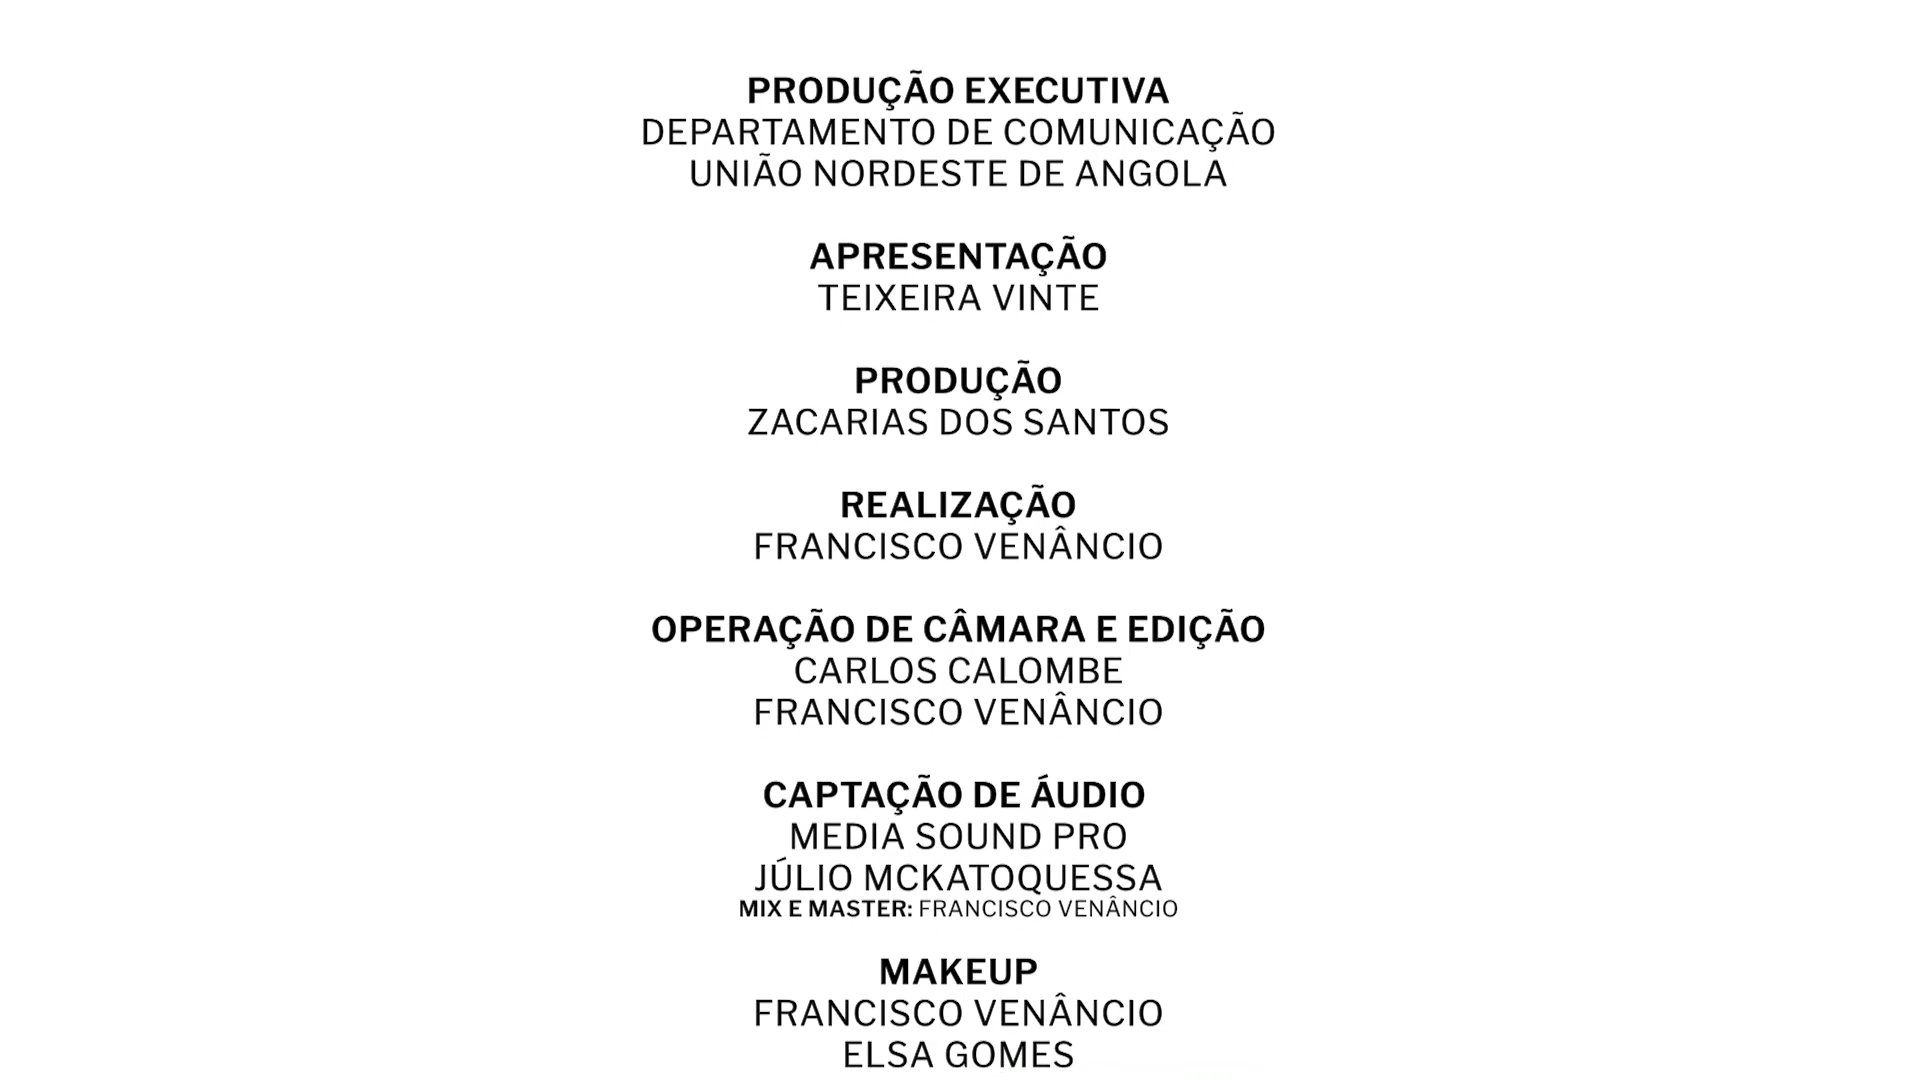 PRODUÇÃO EXECUTIVA
DEPARTAMENTO DE COMUNICAÇÃO
UNIÃO NORDESTE DE ANGOLA
APRESENTAÇÃO
TEIXEIRA VINTE
PRODUÇÃO
ZACARIAS DOS SANTOS
REALIZAÇÃO
FRANCISCO VENÂNCIO
OPERAÇÃO DE CÂMARA E EDIÇÃO
CARLOS CALOMBE
FRANCISCO VENÂNCIO
CAPTAÇÃO DE ÁUDIO
MEDIA SOUND PRO
JÚLIO MCKATOQUESSA
MIX E MASTER: FRANCISCO VENÂNCIO
MAKEUP
FRANCISCO VENÂNCIO
ELSA GOMES